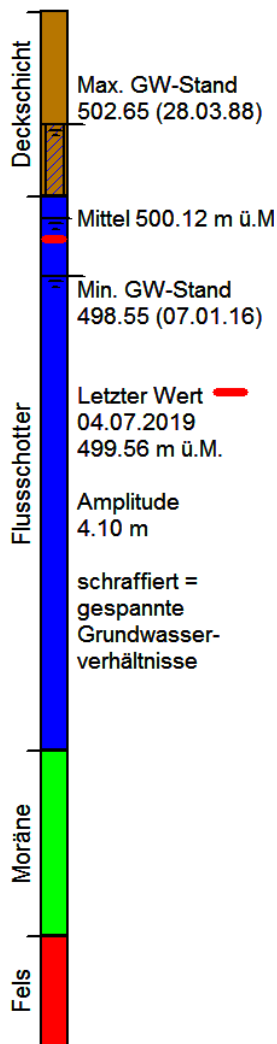 Deckschicht
Max. GW-Stand
502.65 (28.03.88)
Mittel 500.12 m ü.M
Min. GW-Stand
498.55 (07.01.16)
Flussschotter
Letzter Wert
04.07.2019
499.56 m ü.M.
Amplitude
4.10 m
schraffiert =
gespannte
Grundwasser-
verhältnisse
Moräne
Fels